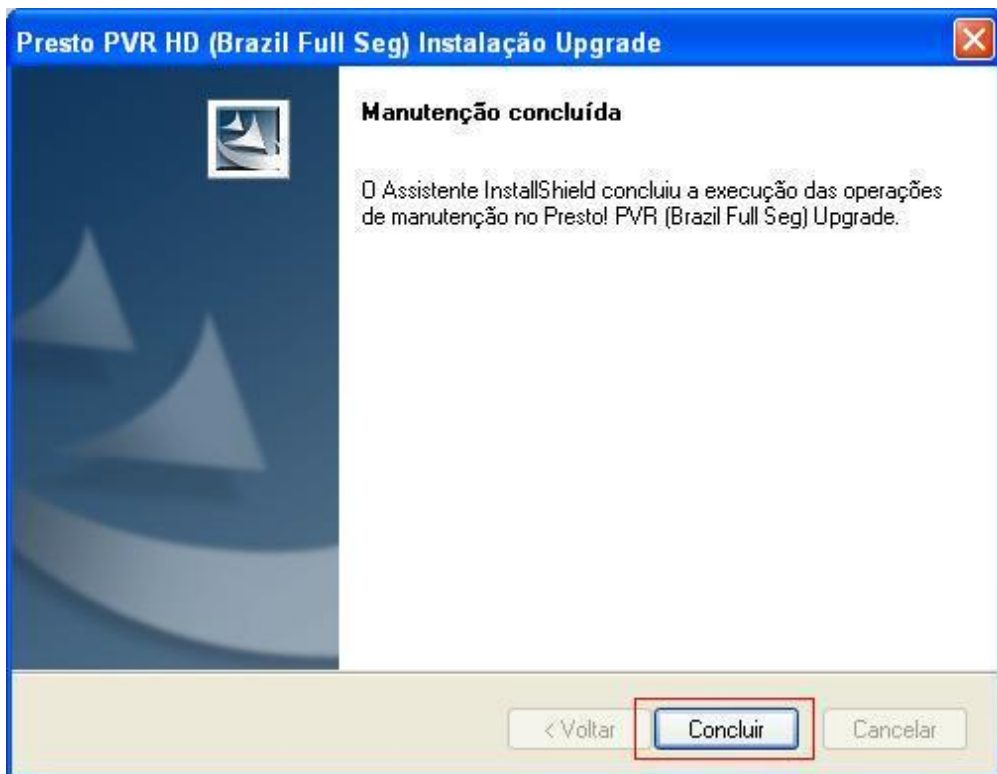 Presto PVR HD (Brazil Full Seg) Instalação Upgrade
Manutenção concluída
O Assistente InstallShield concluiu a execução das operações
de manutenção no Presto! PVR (Brazil Full Seg) Upgrade.
< Voltar
Concluir
Cancelar